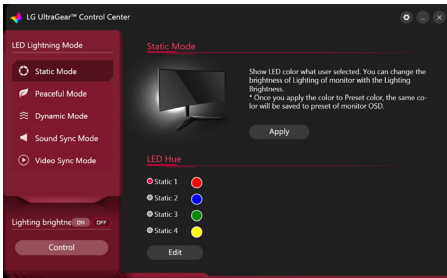 LG UltraGear™ Control Center
LED Lightning Mode
Static Mode
Peaceful Mode
Dynamic Mode
Sound Sync Mode
Video Sync Mode
Lighting brightne ON OFF
Control
Static Mode
Show LED color what user selected. You can change the
brightness of Lighting of monitor with the Lighting
Brightness.
* Once you apply the color to Preset color, the same co-
lor will be saved to preset of monitor OSD.
Apply
LED Hue
Static 1
Static 2
Static 3
Static 4
Edit